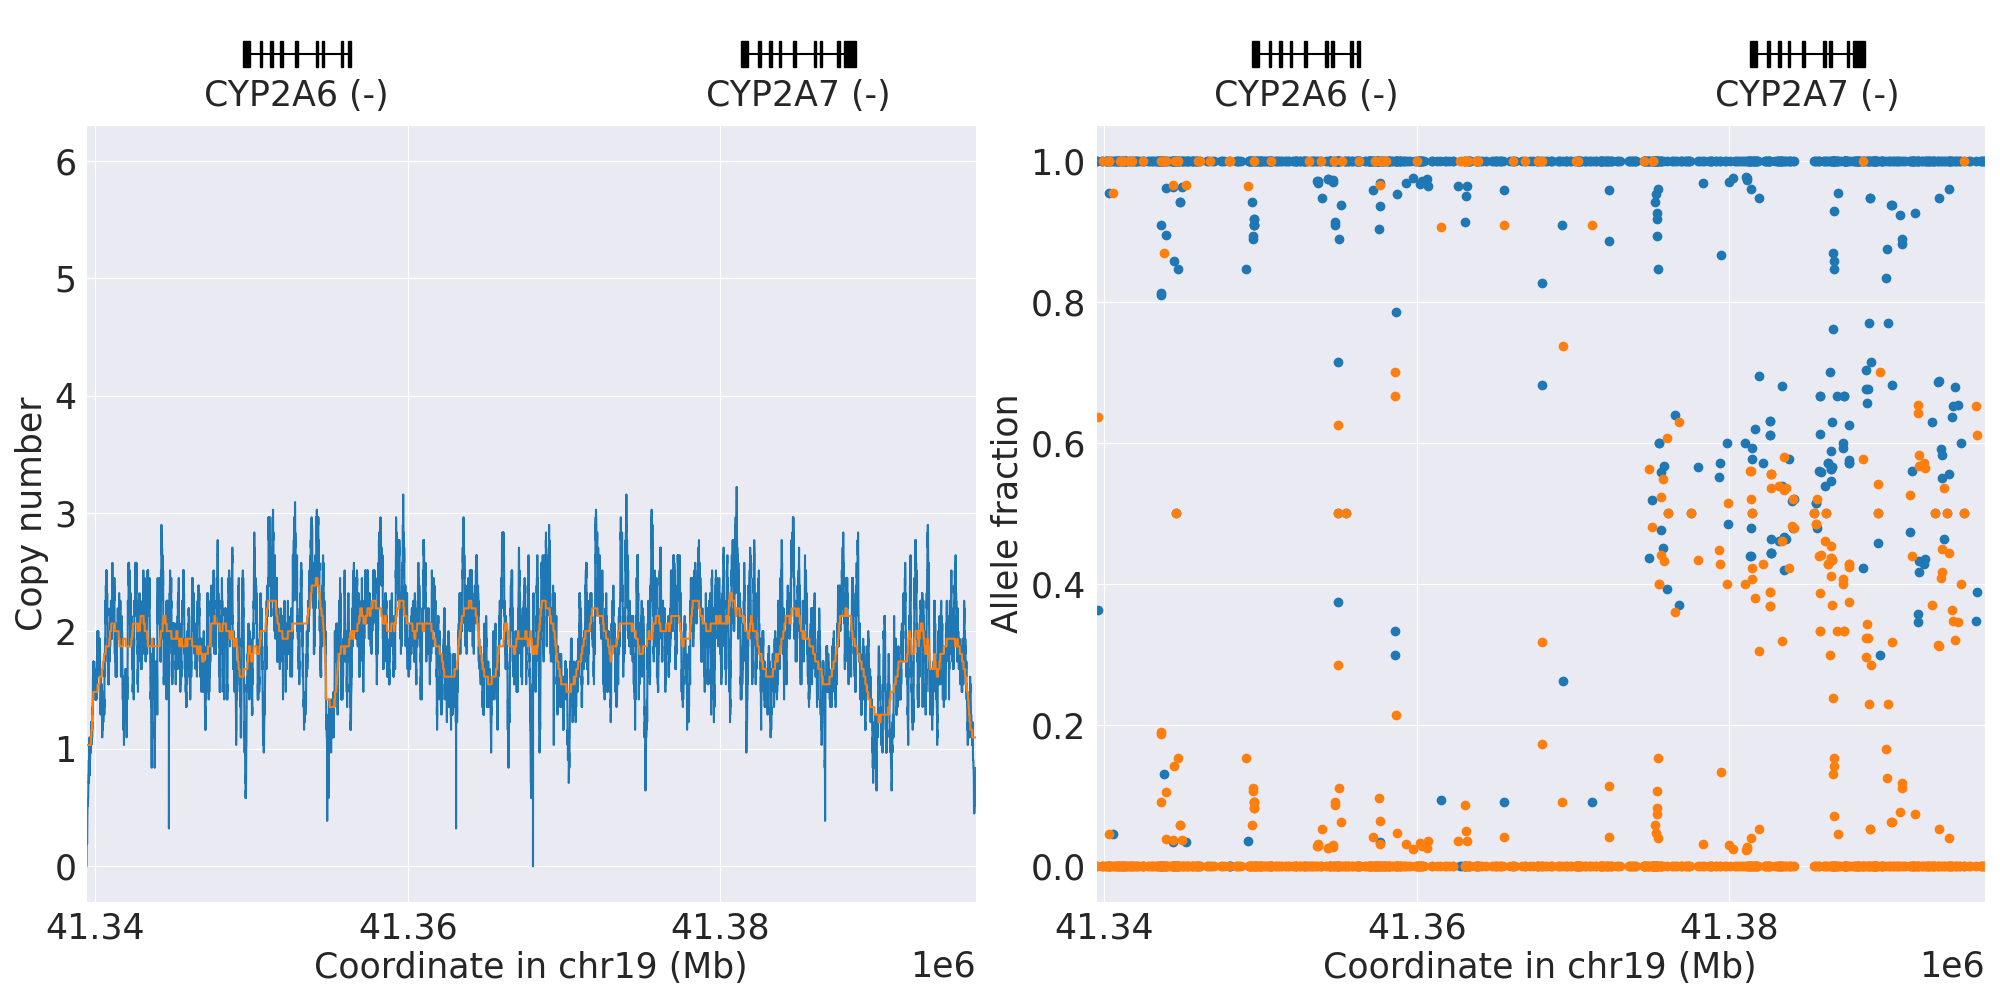 CYP2A6 (-)
CYP2A7 (-)
6
5
4
3
2
1
0
Copy number
41.34
41.36
41.38
Coordinate in chr19 (Mb)
1e6
CYP2A6 (-)
CYP2A7 (-)
1.0
0.8
0.6
0.4
0.2
0.0
Allele fraction
41.34
41.36
41.38
Coordinate in chr19 (Mb)
1e6